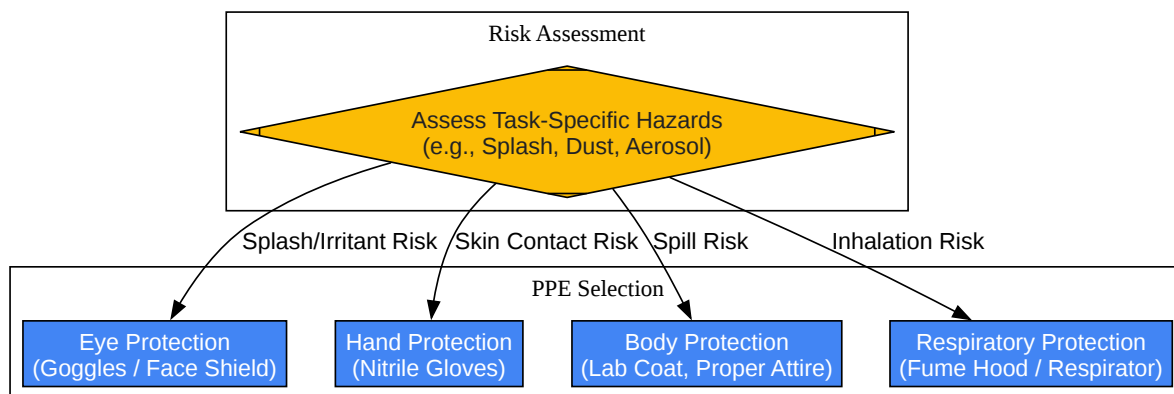 Risk Assessment
Assess Task-Specific Hazards
(e.g., Splash, Dust, Aerosol)
Splash/Irritant Risk
Skin Contact Risk
Spill Risk
Inhalation Risk
PPE Selection
Eye Protection
(Goggles / Face Shield)
Hand Protection
(Nitrile Gloves)
Body Protection
(Lab Coat, Proper Attire)
Respiratory Protection
(Fume Hood / Respirator)